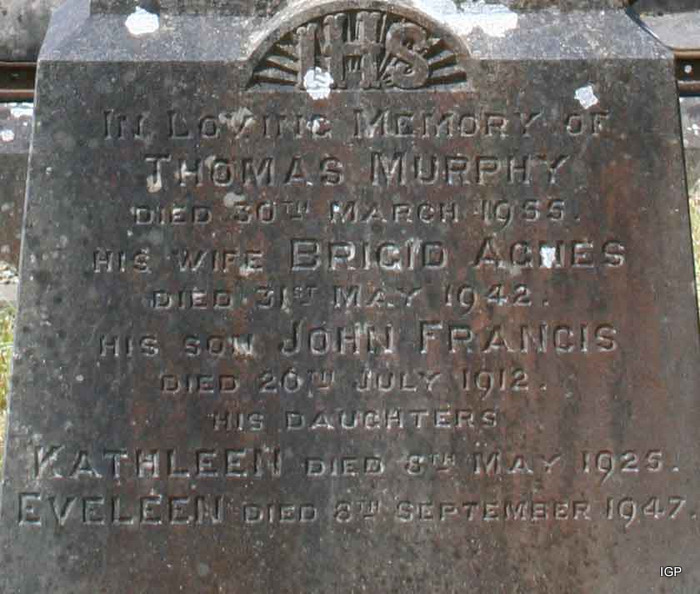 IHS
IN LOVING MEMORY OF
THOMAS MURPHY
DIED 30TH MARCH 1955.
HIS WIFE BRIGID AGNES
DIED 31ST MAY 1942.
HIS SON JOHN FRANCIS
DIED 26TH JULY 1912.
HIS DAUGHTERS
KATHLEEN DIED 8TH MAY 1925.
EVELEEN DIED 8TH SEPTEMBER 1947.
IGP